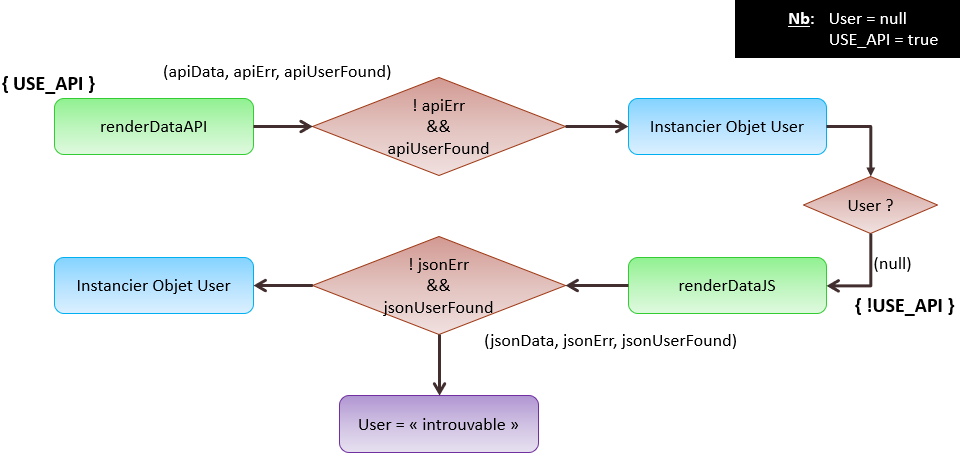 Nb: User = null
USE_API = true
(apiData, apiErr, apiUserFound)
{ USE_API }
renderDataAPI
! apiErr
&&
apiUserFound
Instancier Objet User
User ?
(null)
{ !USE_API }
renderDataJS
! jsonErr
&&
jsonUserFound
(jsonData, jsonErr, jsonUserFound)
Instancier Objet User
User = « introuvable »